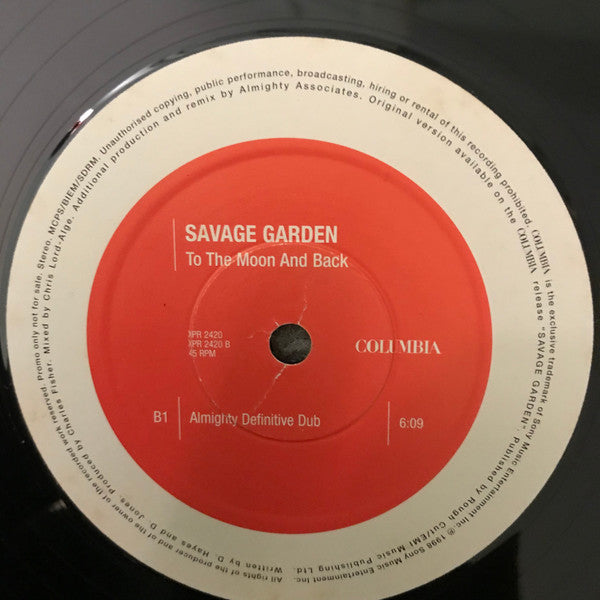 SAVAGE GARDEN
To The Moon And Back
XPR 2420
XPR 2420 B
45 RPM
COLUMBIA
B1
Almighty Definitive Dub
6:09
All rights of the producer and of the owner of the recorded work reserved. Promo only not for sale. Stereo. MCPS/BIEM/SDRM. Unauthorised copying, public performance, broadcasting, hiring or rental of this recording prohibited. COLUMBIA is the exclusive trademark of Sony Music Entertainment Inc. ℗ 1998 Sony Music Entertainment Inc.
Written by D. Hayes and D. Jones. Produced by Charles Fisher. Mixed by Chris Lord-Alge. Additional production and remix by Almighty Associates. Original version available on the COLUMBIA release "SAVAGE GARDEN". Published by Rough Cut/EMI Music Publishing Ltd.